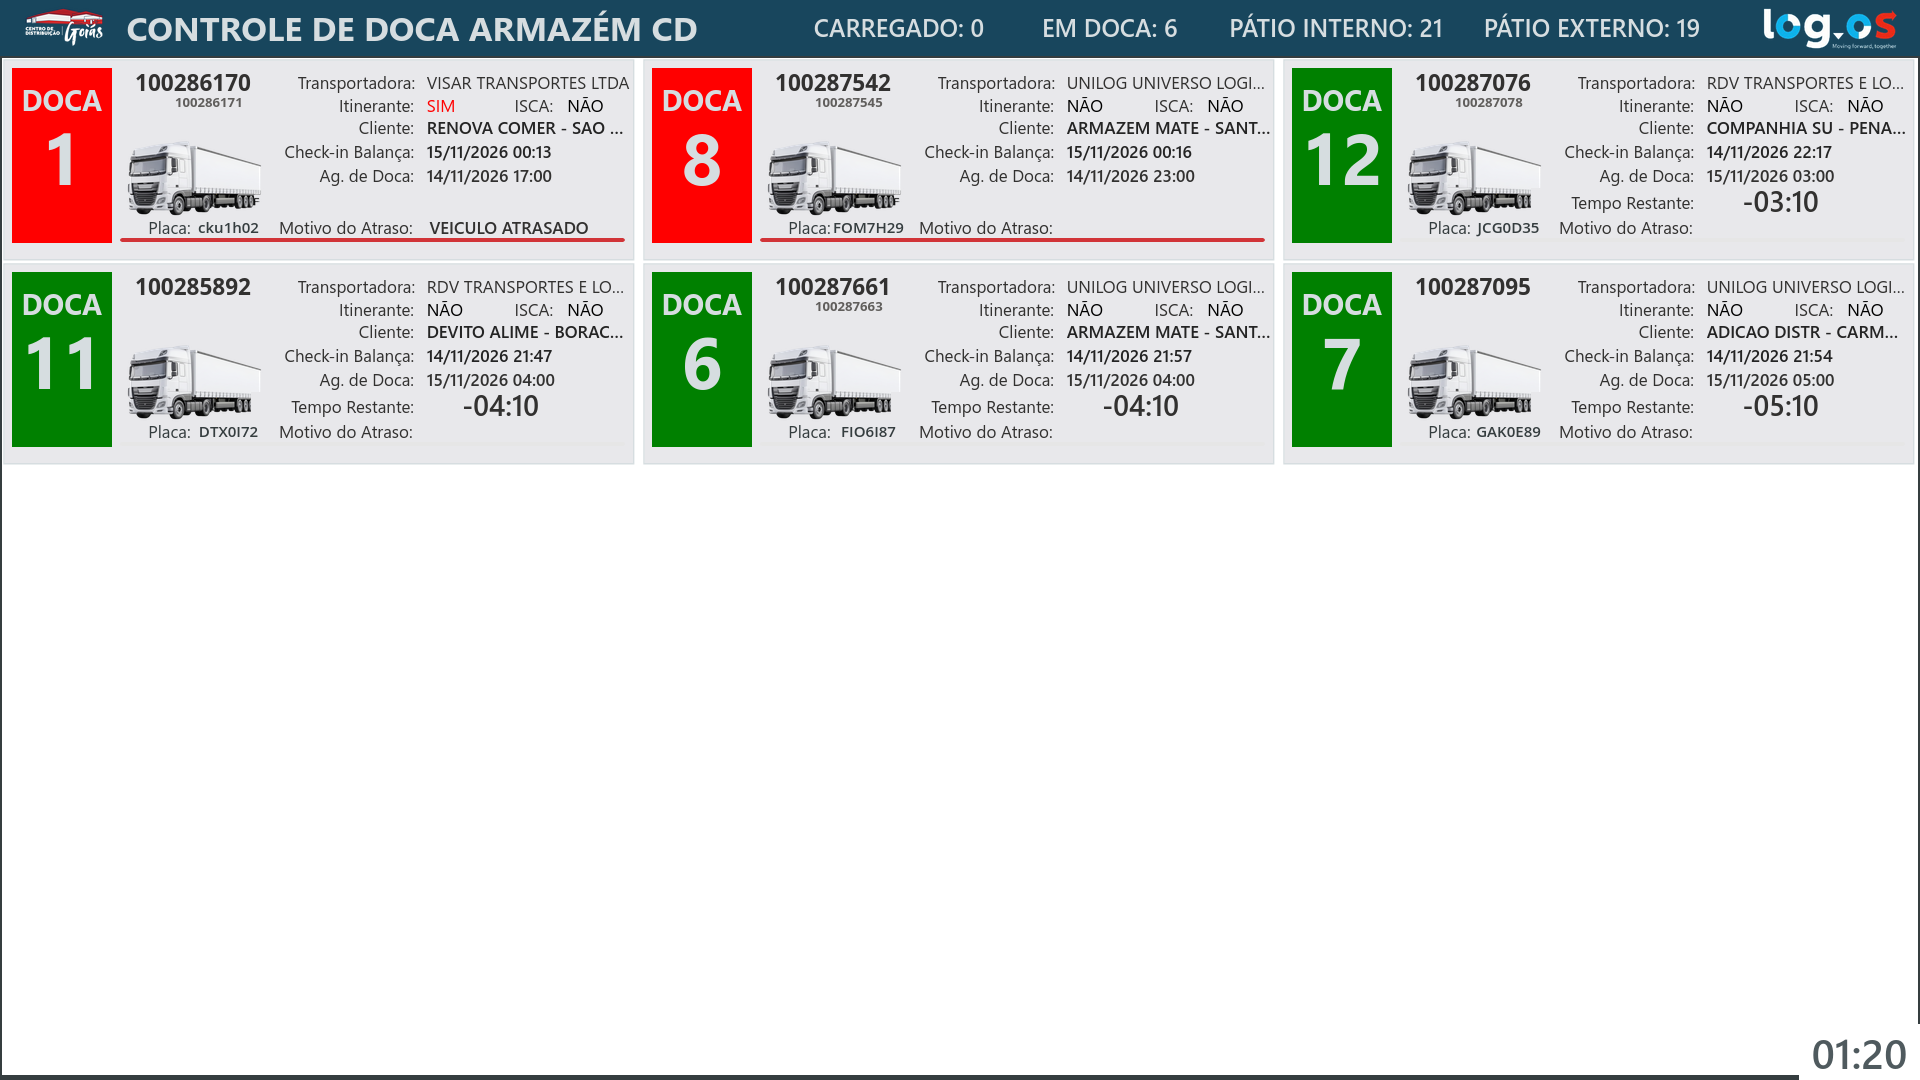 CENTRO DE DISTRIBUIÇÃO Goiás
CONTROLE DE DOCA ARMAZÉM CD
CARREGADO: 0
EM DOCA: 6
PÁTIO INTERNO: 21
PÁTIO EXTERNO: 19
log.os
Moving forward, together
DOCA
1
100286170
100286171
Transportadora: VISAR TRANSPORTES LTDA
Itinerante: SIM ISCA: NÃO
Cliente: RENOVA COMER - SAO ...
Check-in Balança: 15/11/2026 00:13
Ag. de Doca: 14/11/2026 17:00
Placa: cku1h02 Motivo do Atraso: VEICULO ATRASADO
DOCA
8
100287542
100287545
Transportadora: UNILOG UNIVERSO LOGI...
Itinerante: NÃO ISCA: NÃO
Cliente: ARMAZEM MATE - SANT...
Check-in Balança: 15/11/2026 00:16
Ag. de Doca: 14/11/2026 23:00
Placa: FOM7H29 Motivo do Atraso:
DOCA
12
100287076
100287078
Transportadora: RDV TRANSPORTES E LO...
Itinerante: NÃO ISCA: NÃO
Cliente: COMPANHIA SU - PENA...
Check-in Balança: 14/11/2026 22:17
Ag. de Doca: 15/11/2026 03:00
Tempo Restante: -03:10
Placa: JCG0D35 Motivo do Atraso:
DOCA
11
100285892
Transportadora: RDV TRANSPORTES E LO...
Itinerante: NÃO ISCA: NÃO
Cliente: DEVITO ALIME - BORAC...
Check-in Balança: 14/11/2026 21:47
Ag. de Doca: 15/11/2026 04:00
Tempo Restante: -04:10
Placa: DTX0I72 Motivo do Atraso:
DOCA
6
100287661
100287663
Transportadora: UNILOG UNIVERSO LOGI...
Itinerante: NÃO ISCA: NÃO
Cliente: ARMAZEM MATE - SANT...
Check-in Balança: 14/11/2026 21:57
Ag. de Doca: 15/11/2026 04:00
Tempo Restante: -04:10
Placa: FIO6I87 Motivo do Atraso:
DOCA
7
100287095
Transportadora: UNILOG UNIVERSO LOGI...
Itinerante: NÃO ISCA: NÃO
Cliente: ADICAO DISTR - CARM...
Check-in Balança: 14/11/2026 21:54
Ag. de Doca: 15/11/2026 05:00
Tempo Restante: -05:10
Placa: GAK0E89 Motivo do Atraso:
01:20